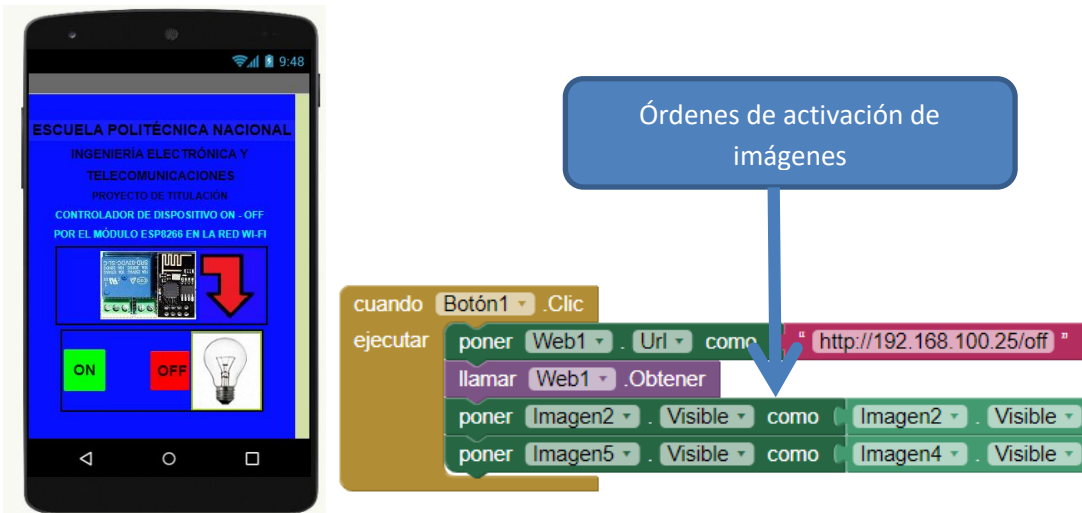 9:48
ESCUELA POLITÉCNICA NACIONAL
INGENIERÍA ELECTRÓNICA Y
TELECOMUNICACIONES
PROYECTO DE TITULACIÓN
CONTROLADOR DE DISPOSITIVO ON - OFF
POR EL MÓDULO ESP8266 EN LA RED WI-FI
ON
OFF
Órdenes de activación de
imágenes
cuando Botón1 .Clic
ejecutar poner Web1 . Url como " http://192.168.100.25/off "
llamar Web1 .Obtener
poner Imagen2 . Visible como Imagen2 . Visible
poner Imagen5 . Visible como Imagen4 . Visible